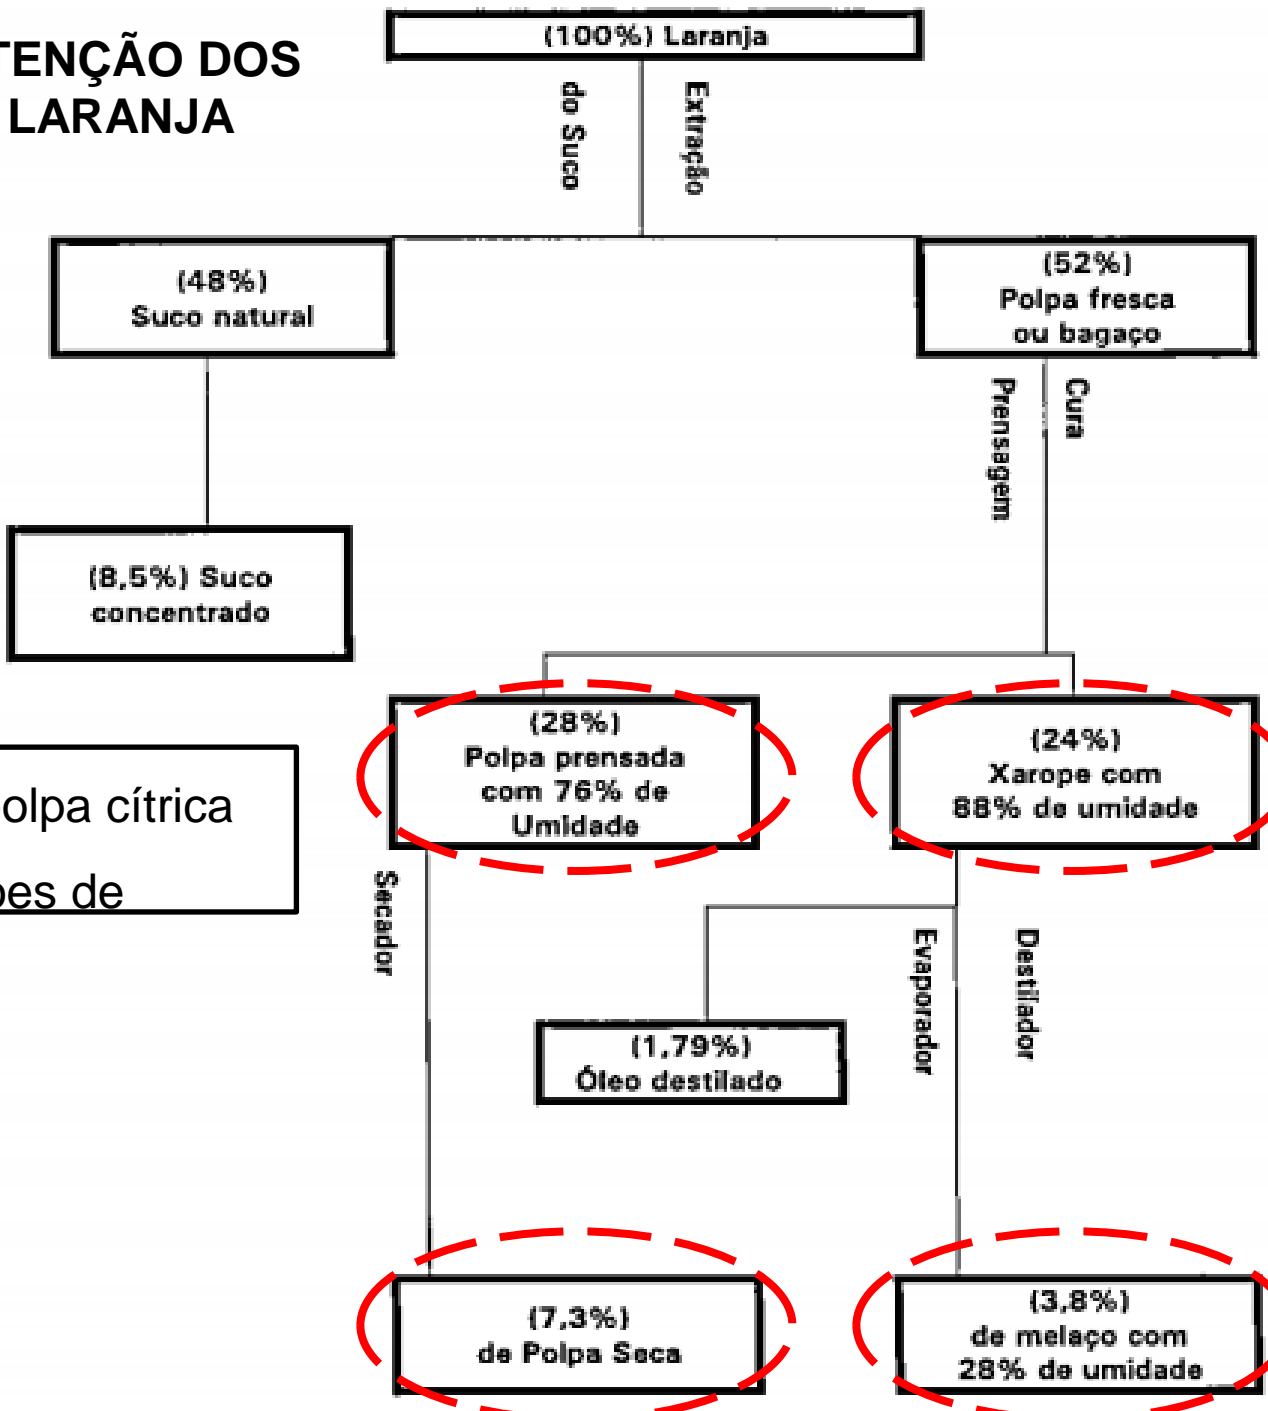 TENÇÃO DOS
LARANJA
(100%) Laranja
Extração
do Suco
(48%)
Suco natural
(52%)
Polpa fresca
ou bagaço
Cura
Prensagem
(8,5%) Suco
concentrado
(28%)
Polpa prensada
com 76% de
Umidade
(24%)
Xarope com
88% de umidade
olpa cítrica
ões de
Secador
Evaporador
Destilador
(1,79%)
Óleo destilado
(7,3%)
de Polpa Seca
(3,8%)
de melaço com
28% de umidade